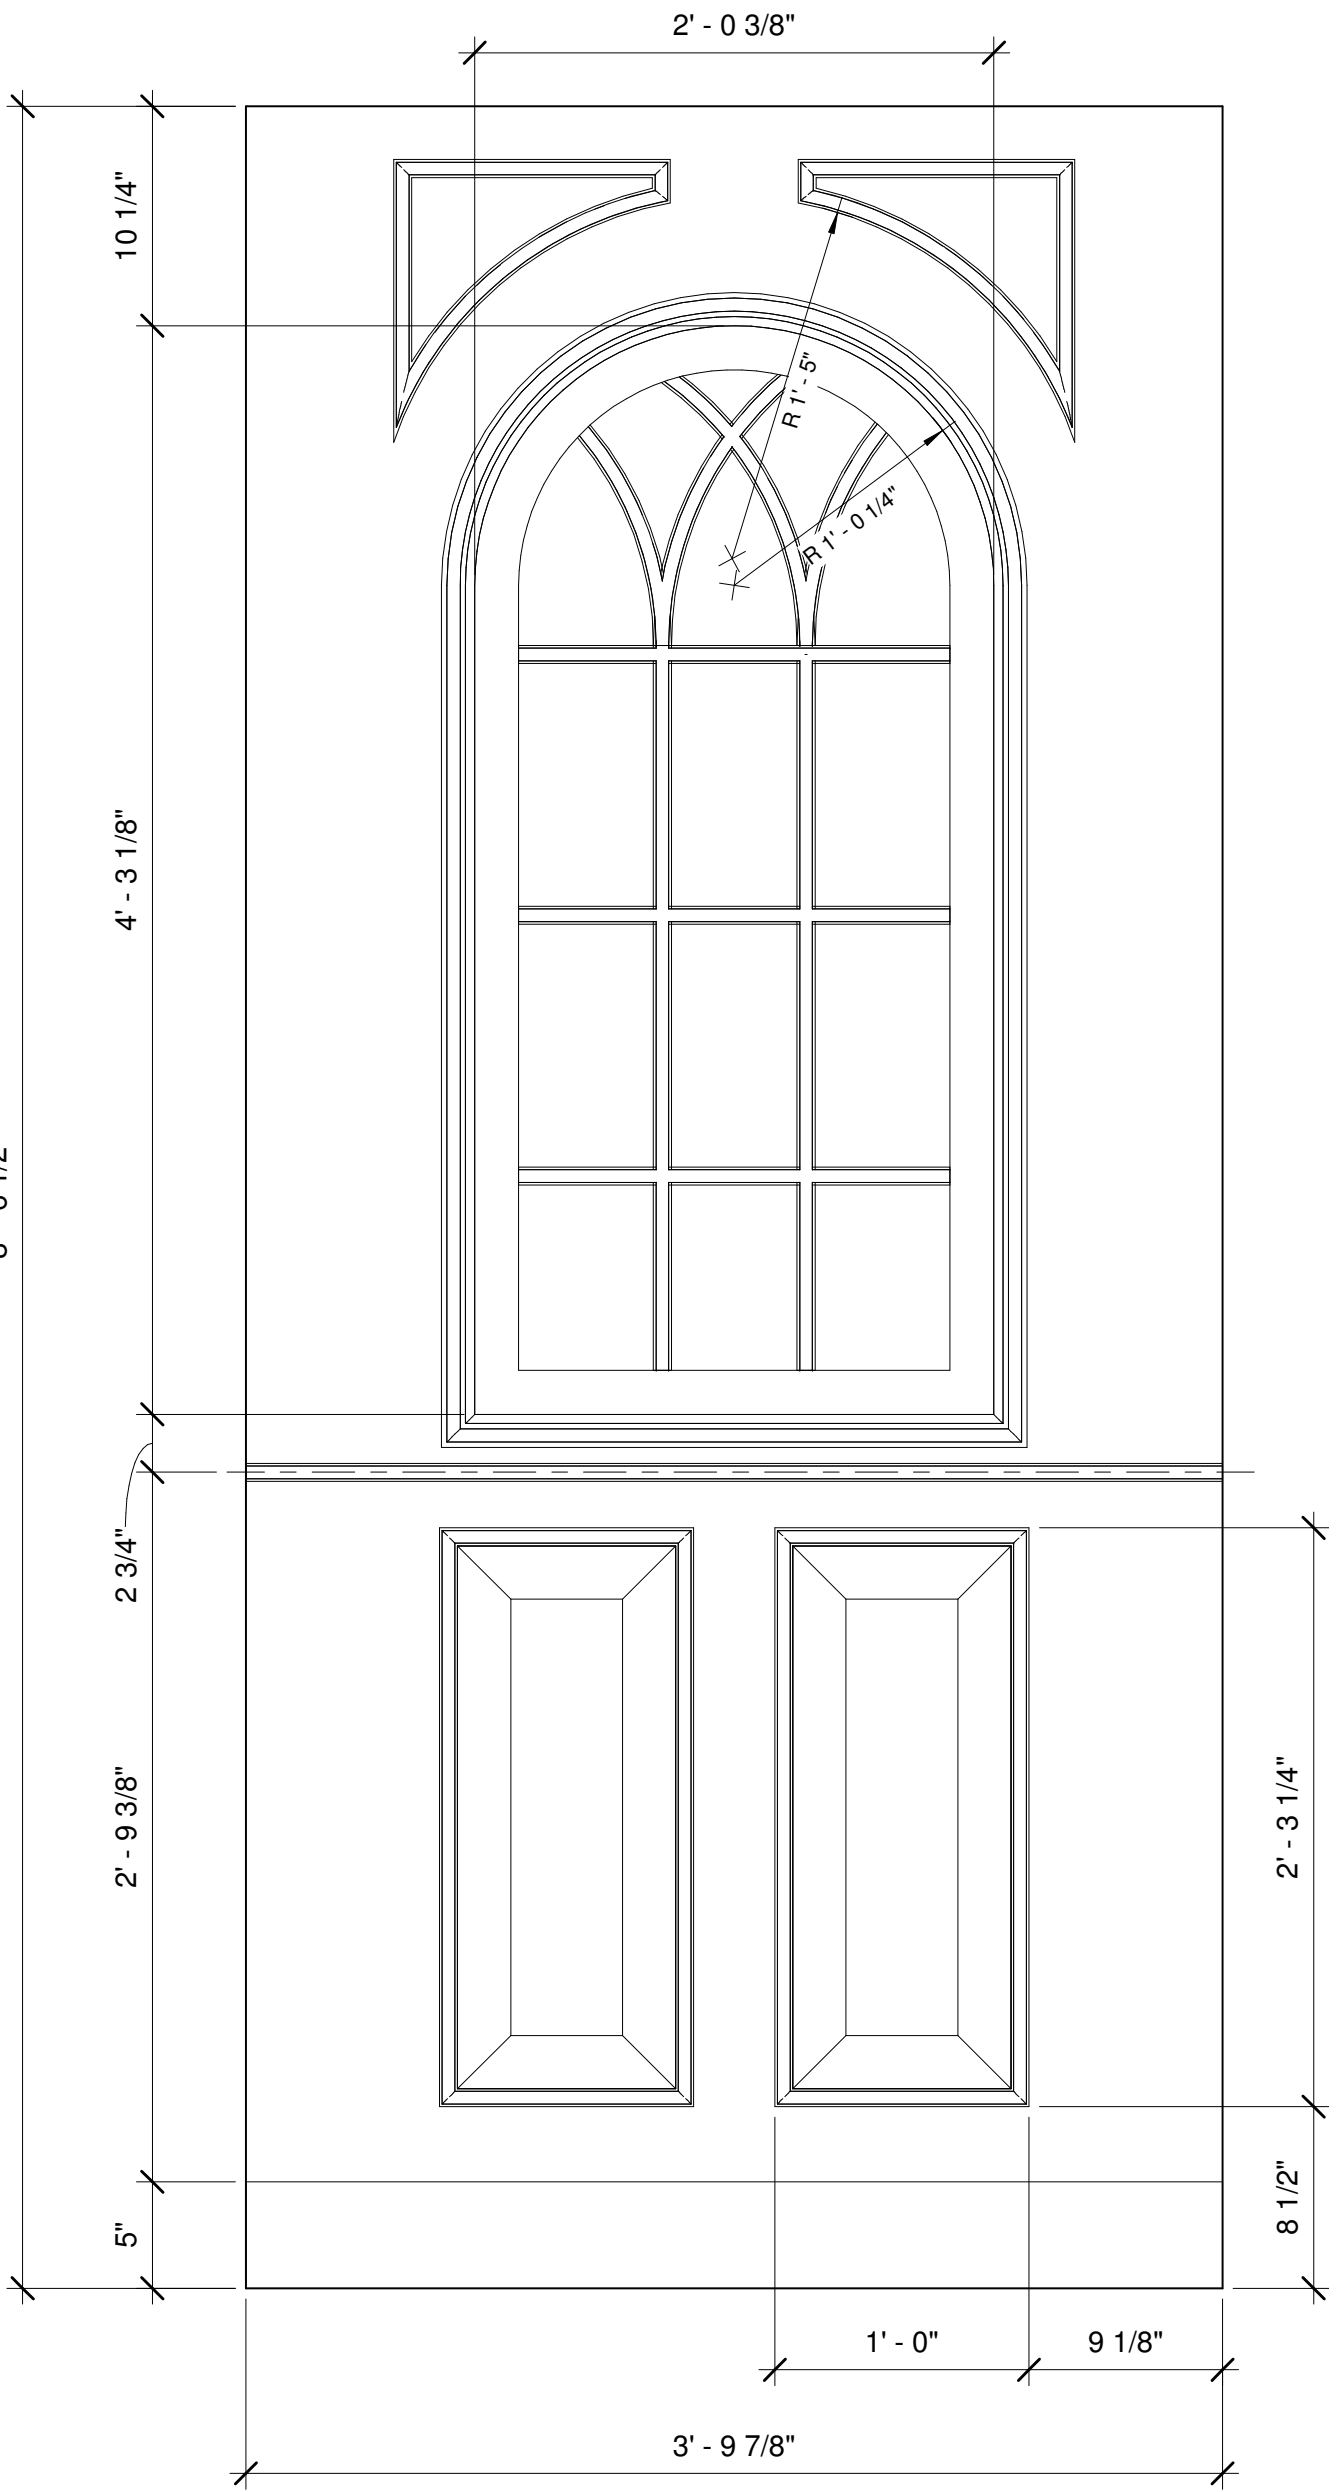 2' - 0 3/8"
10 1/4"
R 1' - 5"
R 1' - 0 1/4"
4' - 3 1/8"
2 3/4"
2' - 9 3/8"
2' - 3 1/4"
5"
8 1/2"
1' - 0"
9 1/8"
3' - 9 7/8"